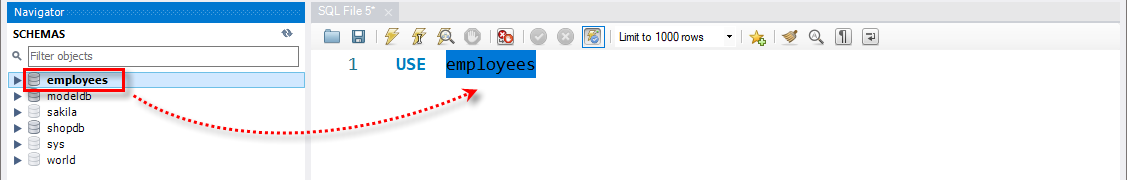 Navigator
SCHEMAS
Filter objects
employees
modeldb
sakila
shopdb
sys
world
SQL File 5*
Limit to 1000 rows
1 USE employees